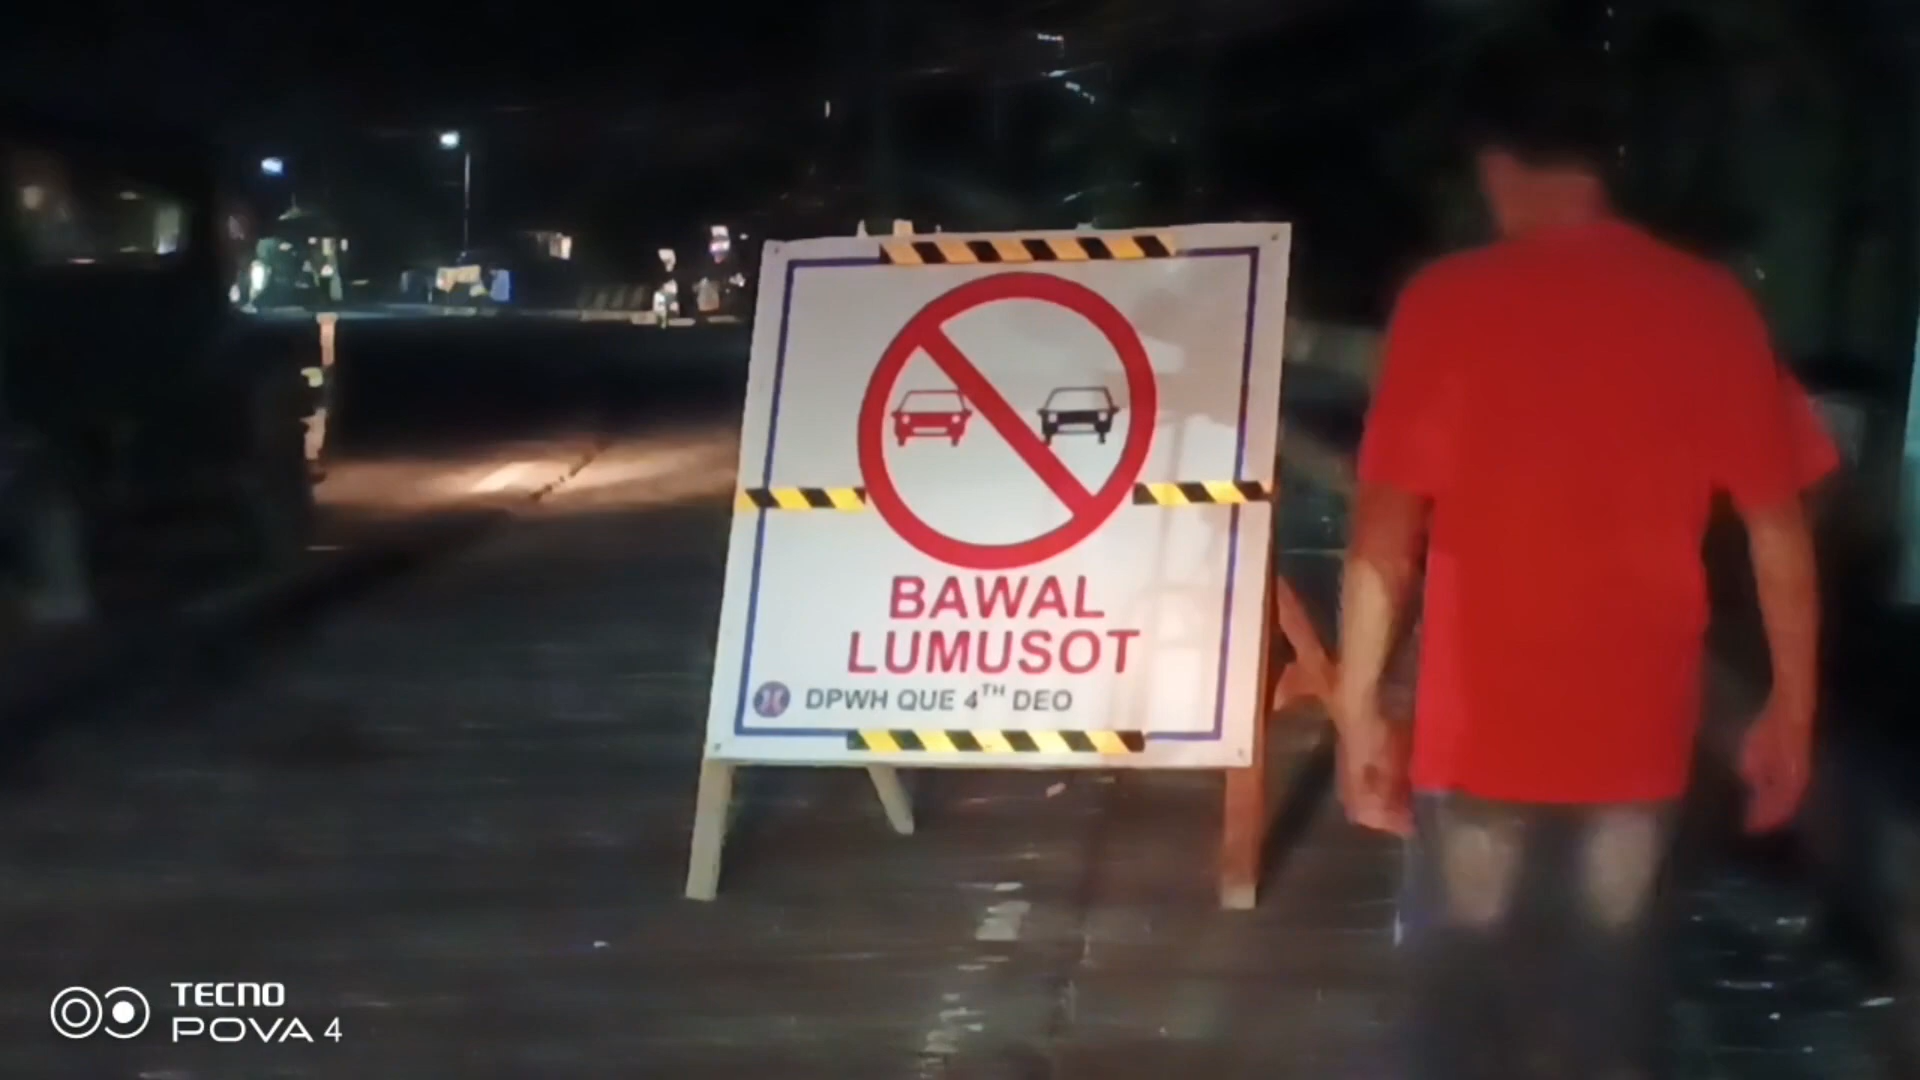 BAWAL
LUMUSOT
DPWH QUE 4TH DEO
TECNO
POVA 4